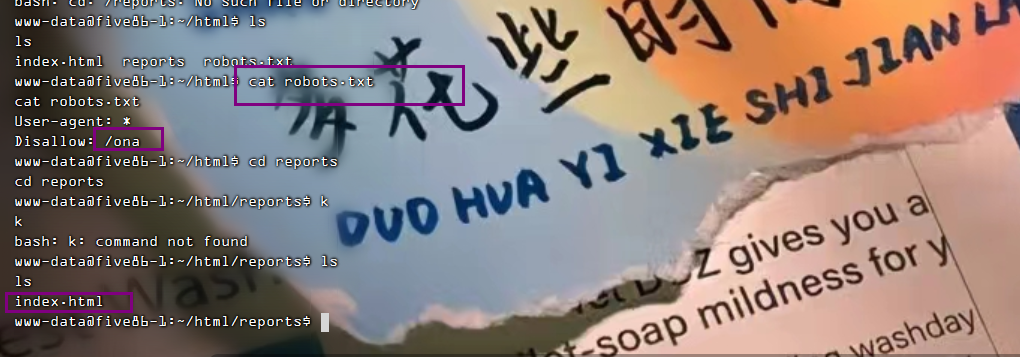 bash: cd: /reports: No such file or directory
www-data@five86-1:~/html$ ls
ls
index.html  reports  robots.txt
www-data@five86-1:~/html$ cat robots.txt
cat robots.txt
User-agent: *
Disallow: /ona
www-data@five86-1:~/html$ cd reports
cd reports
www-data@five86-1:~/html/reports$ k
k
bash: k: command not found
www-data@five86-1:~/html/reports$ ls
ls
index.html
www-data@five86-1:~/html/reports$
花些时间
DUO HUA YI XIE SHI JIAN
gives you a
-soap mildness for y
washday